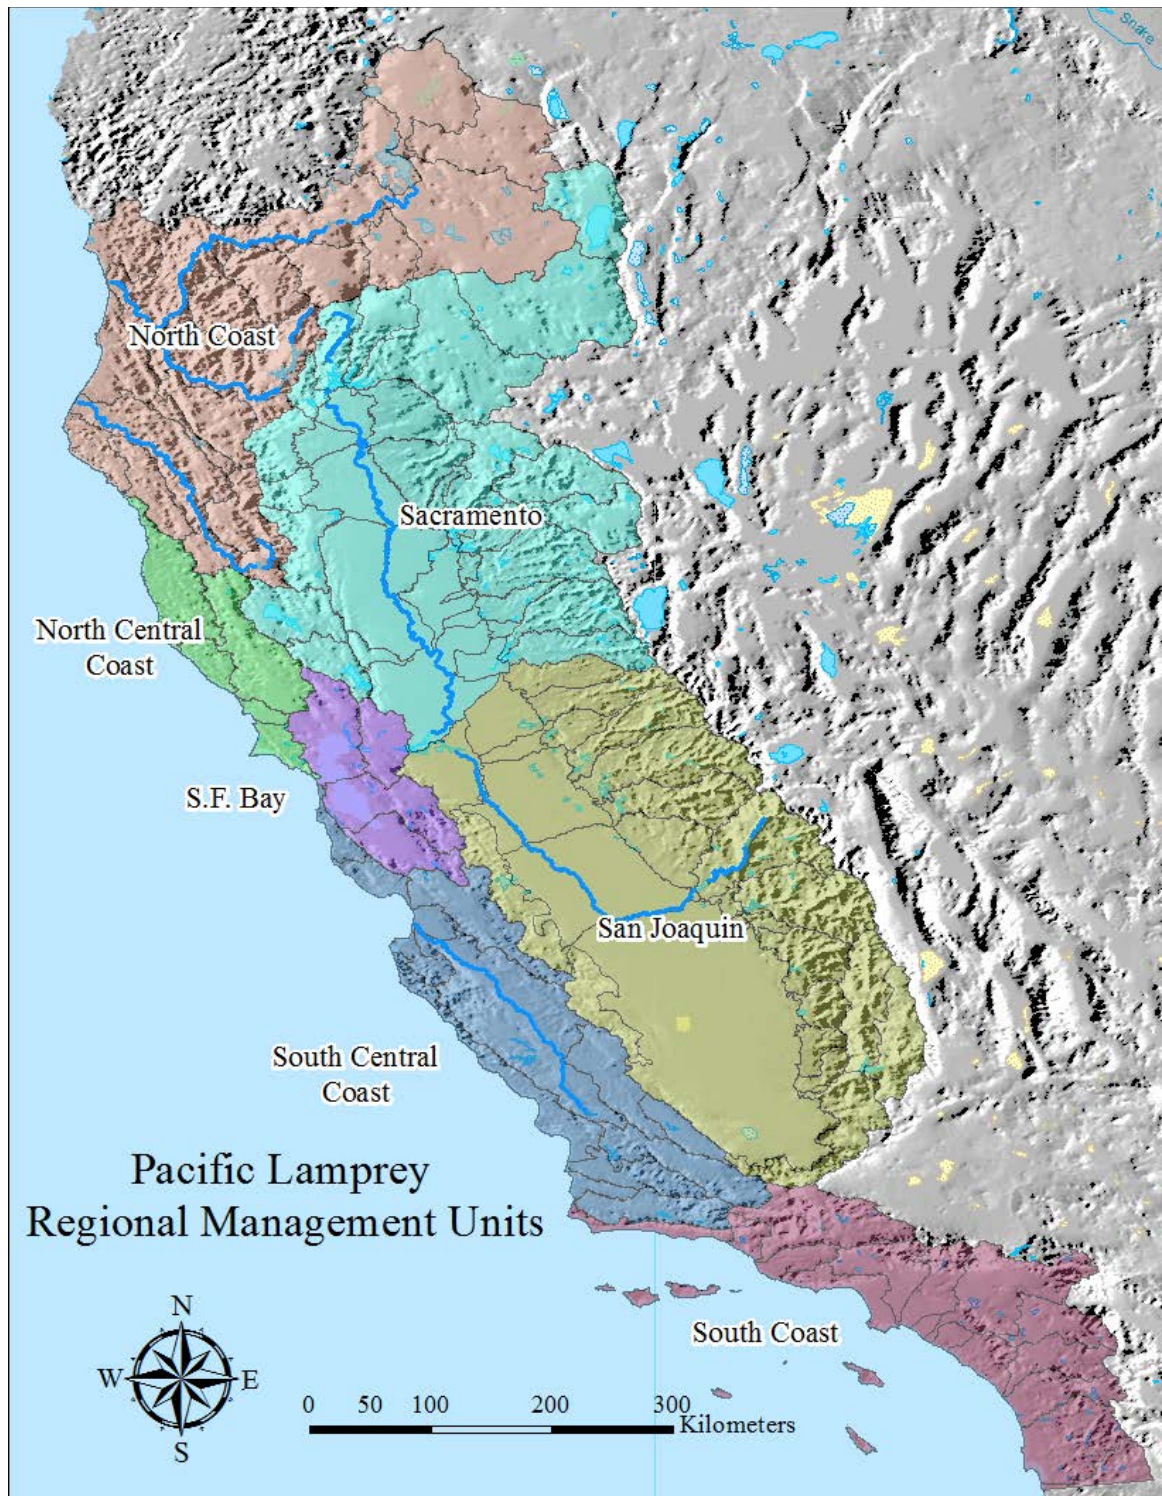 Snake
North Coast
Sacramento
North Central
Coast
S.F. Bay
San Joaquin
South Central
Coast
Pacific Lamprey
Regional Management Units
South Coast
N
W E
S
0 50 100 200 300
Kilometers